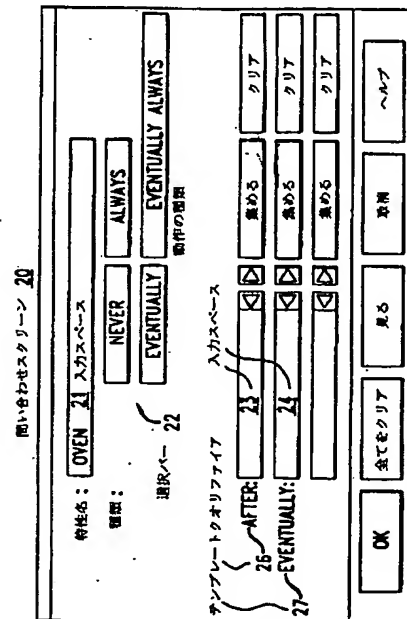 問い合わせスクリーン 20
特性名： OVEN 21 入力スペース
種類： NEVER ALWAYS
EVENTUALLY EVENTUALLY ALWAYS
選択バー 22 動作の種類
テンプレートクオリファイア 入力スペース
26 AFTER: 23 集める クリア
27 EVENTUALLY: 24 集める クリア
集める クリア
OK 全てをクリア 見る 取消 ヘルプ